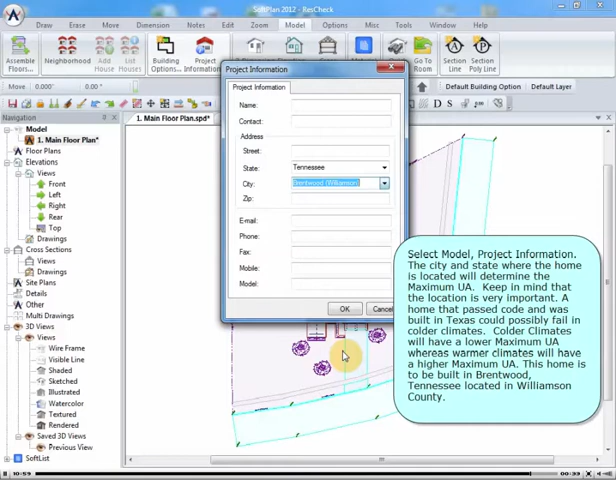 SoftPlan 2012 - ResCheck
Draw Erase Move Dimension Notes Edit Zoom Model Options Misc Tools Window
Assemble Floors... Neighborhood Add House List Houses Building Options... Project Information Go To Room Section Line Section Poly Line
Move 0.000' 0.00° Default Building Option Default Layer
Navigation
1. Main Floor Plan.spd*
Model
1. Main Floor Plan*
Floor Plans
Elevations
Views
Front
Left
Right
Rear
Top
Drawings
Cross Sections
Views
Drawings
Site Plans
Details
Other
Multi Drawings
3D Views
Views
Wire Frame
Visible Line
Shaded
Sketched
Illustrated
Watercolor
Textured
Rendered
Saved 3D Views
Previous View
SoftList
Project Information
Project Information
Name:
Contact:
Address
Street:
State: Tennessee
City: Brentwood (Williamson)
Zip:
E-mail:
Phone:
Fax:
Mobile:
Model:
OK Cancel
Select Model, Project Information.
The city and state where the home
is located will determine the
Maximum UA. Keep in mind that
the location is very important. A
home that passed code and was
built in Texas could possibly fail in
colder climates. Colder Climates
will have a lower Maximum UA
whereas warmer climates will have
a higher Maximum UA. This home is
to be built in Brentwood,
Tennessee located in Williamson
County.
10:59